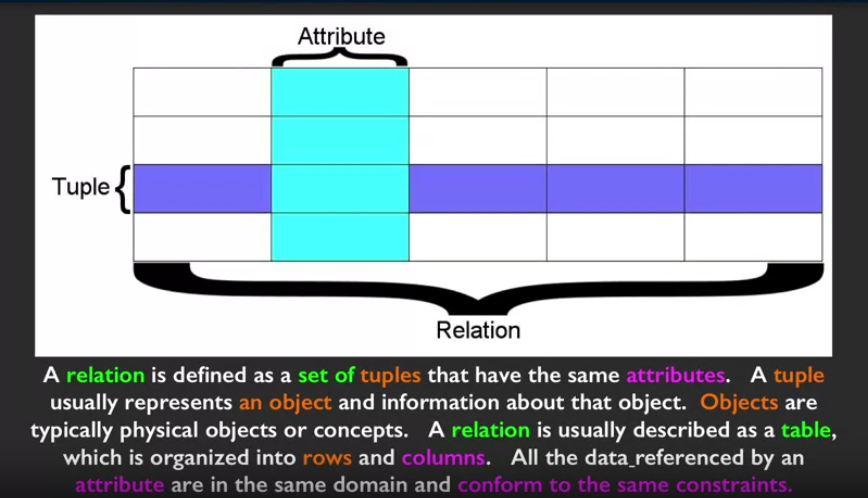 Attribute
Tuple
Relation
A relation is defined as a set of tuples that have the same attributes. A tuple
usually represents an object and information about that object. Objects are
typically physical objects or concepts. A relation is usually described as a table,
which is organized into rows and columns. All the data_referenced by an
attribute are in the same domain and conform to the same constraints.